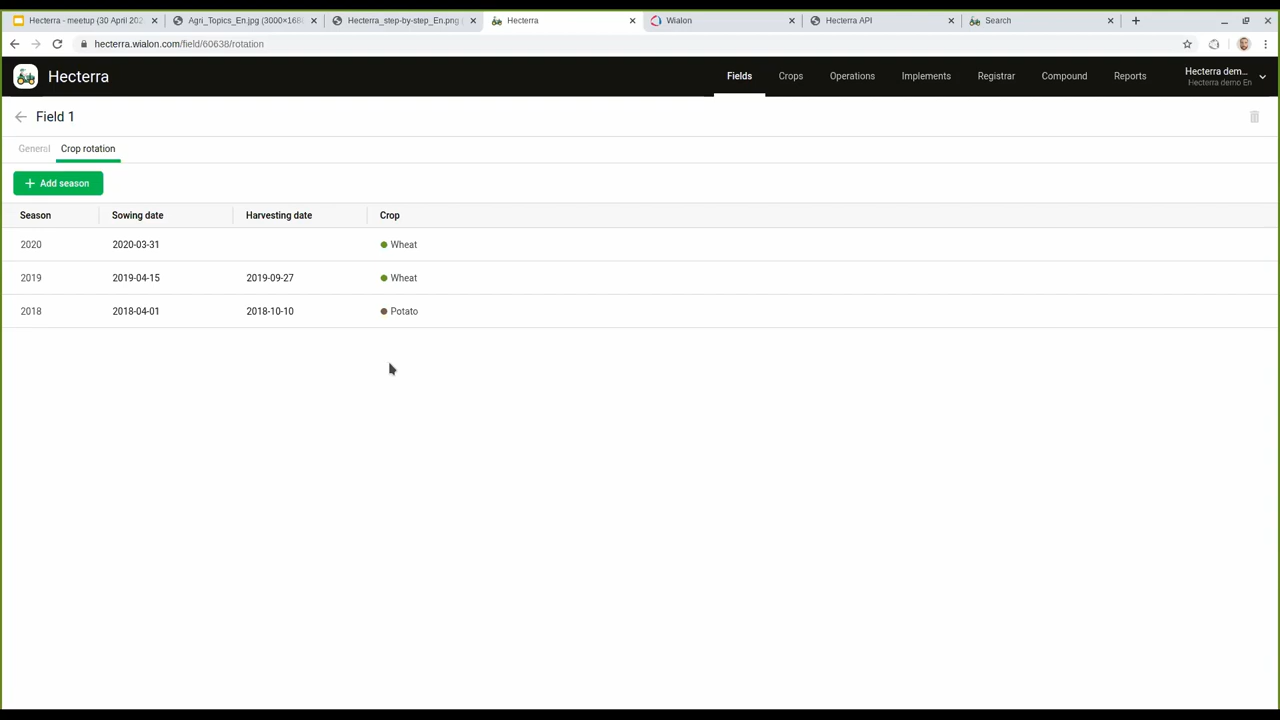 Hecterra - meetup (30 April 202
Agri_Topics_En.jpg (3000×168
Hecterra_step-by-step_En.png (
Hecterra
Wialon
Hecterra API
Search
hecterra.wialon.com/field/60638/rotation
Hecterra
Fields
Crops
Operations
Implements
Registrar
Compound
Reports
Hecterra dem...
Hecterra demo En
Field 1
General
Crop rotation
+ Add season
Season Sowing date Harvesting date Crop
2020 2020-03-31 Wheat
2019 2019-04-15 2019-09-27 Wheat
2018 2018-04-01 2018-10-10 Potato